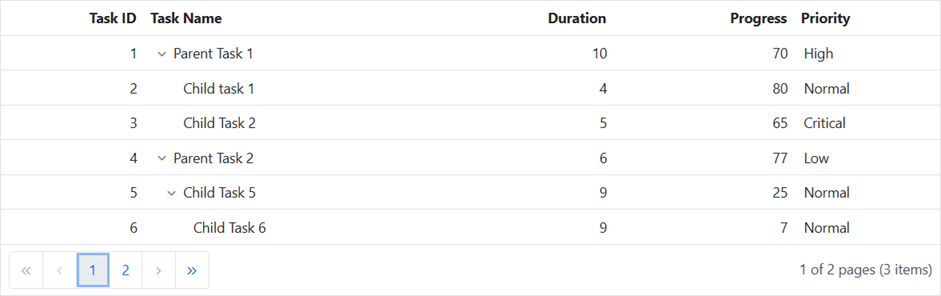 Task ID Task Name Duration Progress Priority
1 Parent Task 1 10 70 High
2 Child task 1 4 80 Normal
3 Child Task 2 5 65 Critical
4 Parent Task 2 6 77 Low
5 Child Task 5 9 25 Normal
6 Child Task 6 9 7 Normal
« ‹ 1 2 › » 1 of 2 pages (3 items)